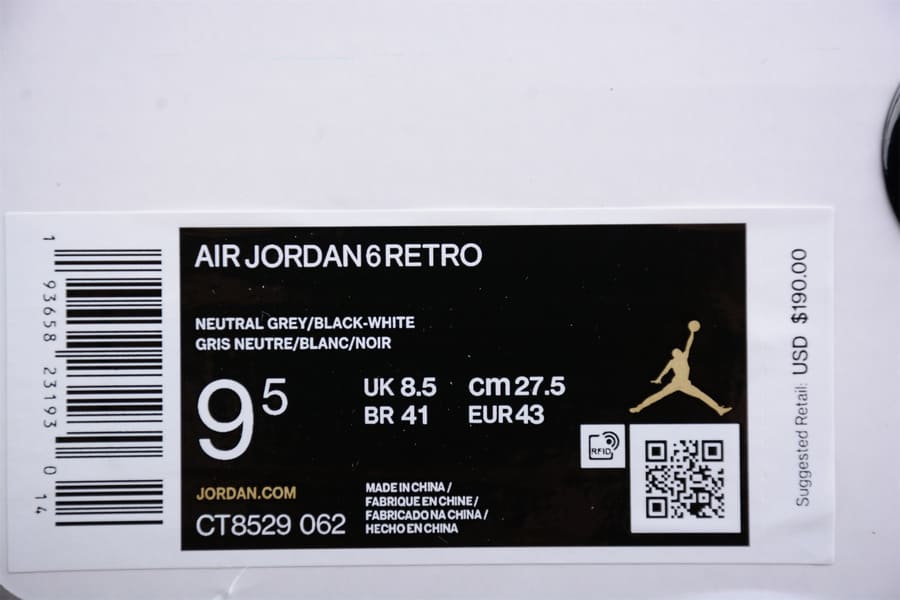 AIR JORDAN 6 RETRO
NEUTRAL GREY/BLACK-WHITE
GRIS NEUTRE/BLANC/NOIR
9 5
UK 8.5 cm 27.5
BR 41 EUR 43
JORDAN.COM
CT8529 062
MADE IN CHINA /
FABRIQUE EN CHINE /
FABRICADO NA CHINA /
HECHO EN CHINA
RFID
Suggested Retail: USD $190.00
1 93658 23193 0 14